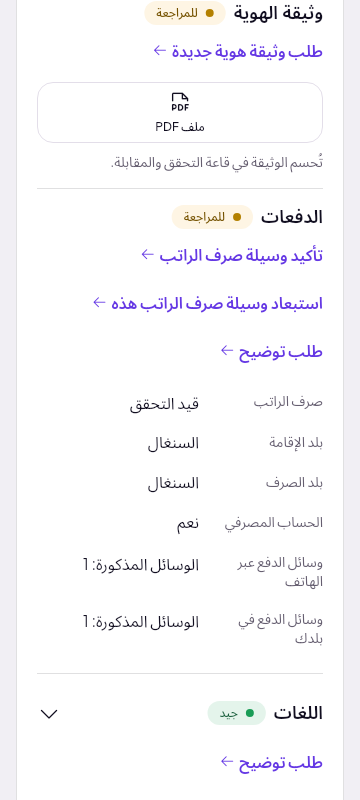 وثيقة الهوية للمراجعة
طلب وثيقة هوية جديدة ←
PDF
ملف PDF
تُحسم الوثيقة في قاعة التحقق والمقابلة.
الدفعات للمراجعة
تأكيد وسيلة صرف الراتب ←
استبعاد وسيلة صرف الراتب هذه ←
طلب توضيح ←
صرف الراتب قيد التحقق
بلد الإقامة السنغال
بلد الصرف السنغال
الحساب المصرفي نعم
وسائل الدفع عبر الهاتف الوسائل المذكورة: 1
وسائل الدفع في بلدك الوسائل المذكورة: 1
اللغات جيد
طلب توضيح ←